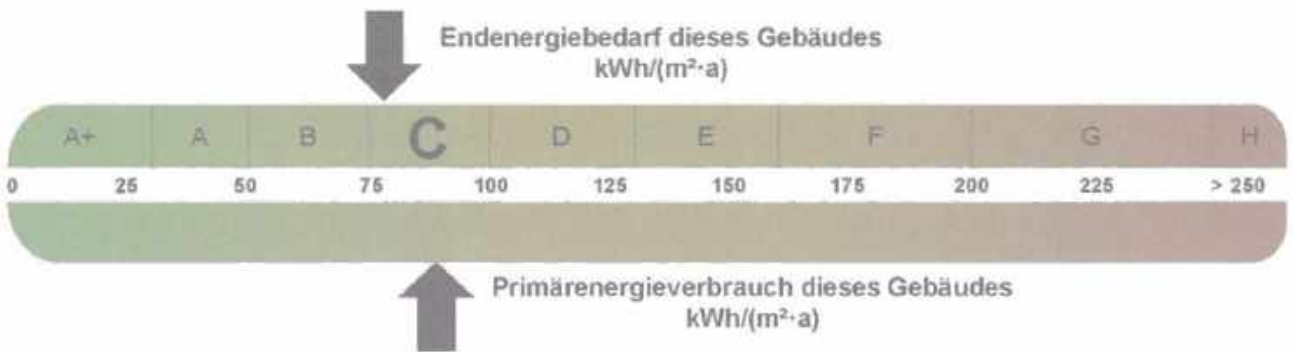 Endenergiebedarf dieses Gebäudes
kWh/(m²·a)
A+ A B C D E F G H
0 25 50 75 100 125 150 175 200 225 > 250
Primärenergieverbrauch dieses Gebäudes
kWh/(m²·a)